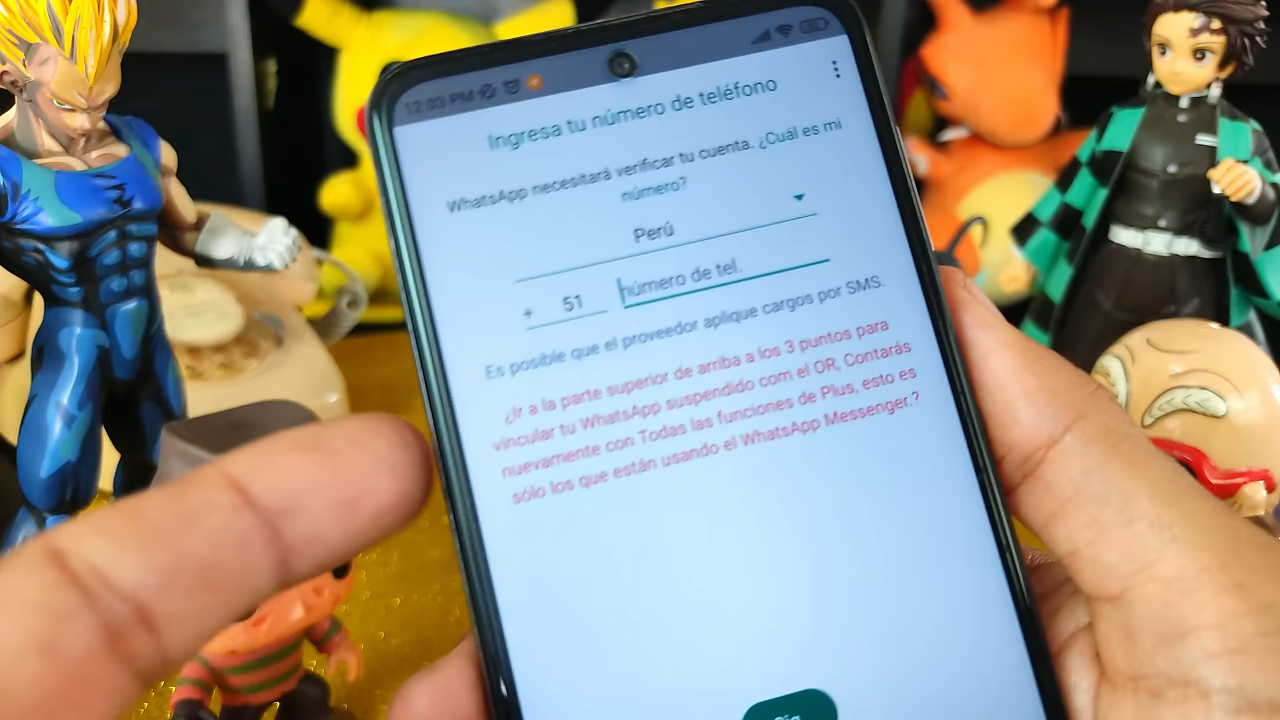 12:03 PM
Ingresa tu número de teléfono
WhatsApp necesitará verificar tu cuenta. ¿Cuál es mi
número?
Perú
+ 51 número de tel.
Es posible que el proveedor aplique cargos por SMS.
¿Ir a la parte superior de arriba a los 3 puntos para
vincular tu WhatsApp suspendido com el QR, Contarás
nuevamente con Todas las funciones de Plus, esto es
sólo los que están usando el WhatsApp Messenger.?
Sig